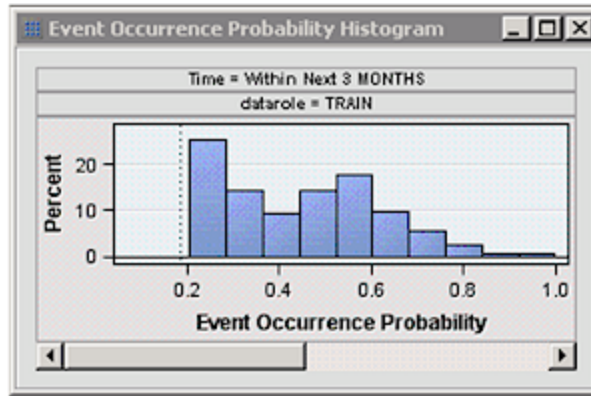 Event Occurrence Probability Histogram
Time = Within Next 3 MONTHS
datarole = TRAIN
Percent
20
10
0
0.2 0.4 0.6 0.8 1.0
Event Occurrence Probability